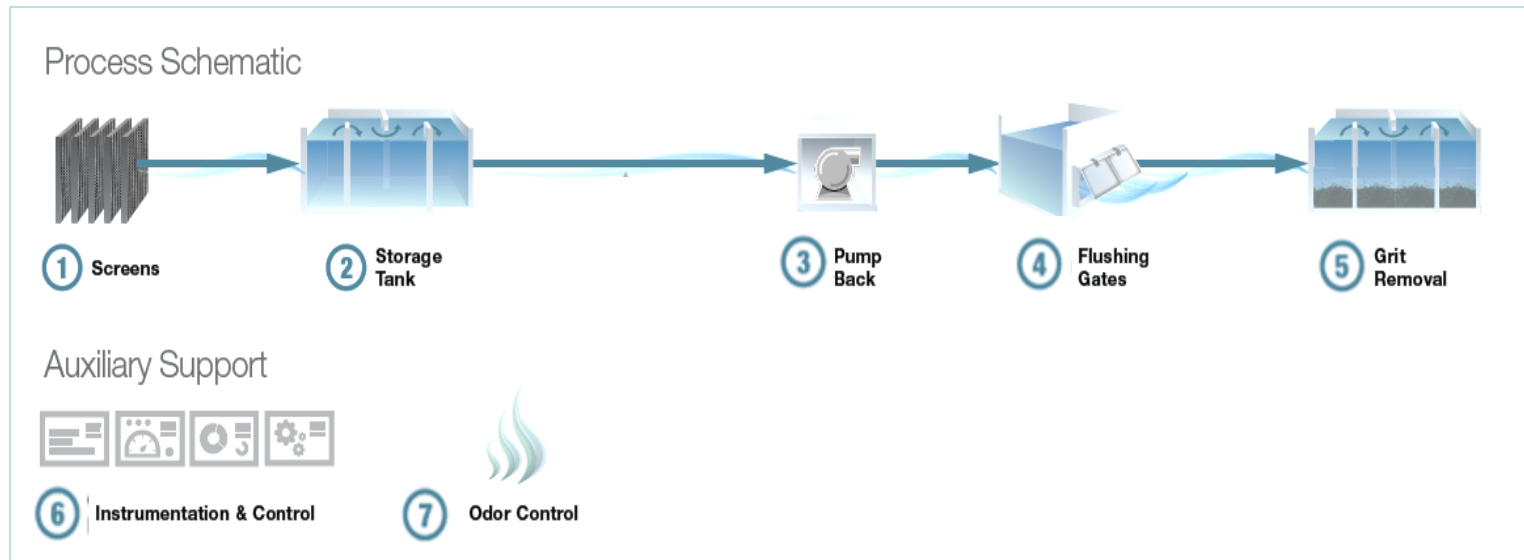 Process Schematic
1 Screens
2 Storage
Tank
3 Pump
Back
4 Flushing
Gates
5 Grit
Removal
Auxiliary Support
6 Instrumentation & Control
7 Odor Control